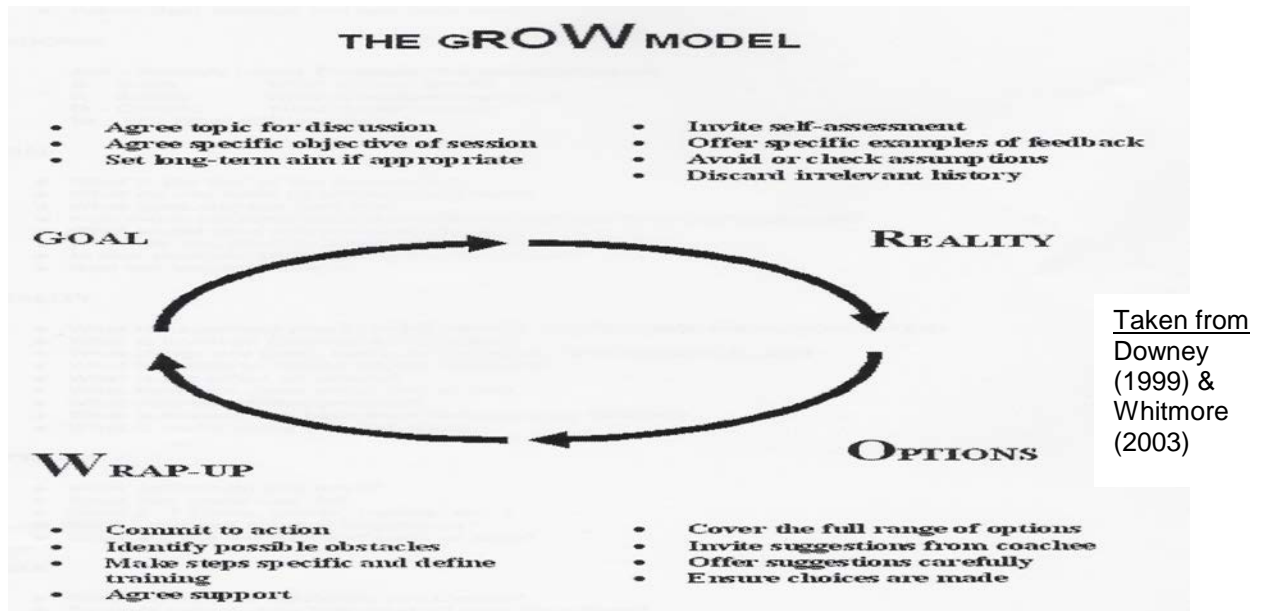 THE GROW MODEL
• Agree topic for discussion
• Agree specific objective of session
• Set long-term aim if appropriate
• Invite self-assessment
• Offer specific examples of feedback
• Avoid or check assumptions
• Discard irrelevant history
GOAL
REALITY
Taken from
Downey
(1999) &
Whitmore
(2003)
WRAP-UP
OPTIONS
• Commit to action
• Identify possible obstacles
• Make steps specific and define
training
• Agree support
• Cover the full range of options
• Invite suggestions from coachee
• Offer suggestions carefully
• Ensure choices are made